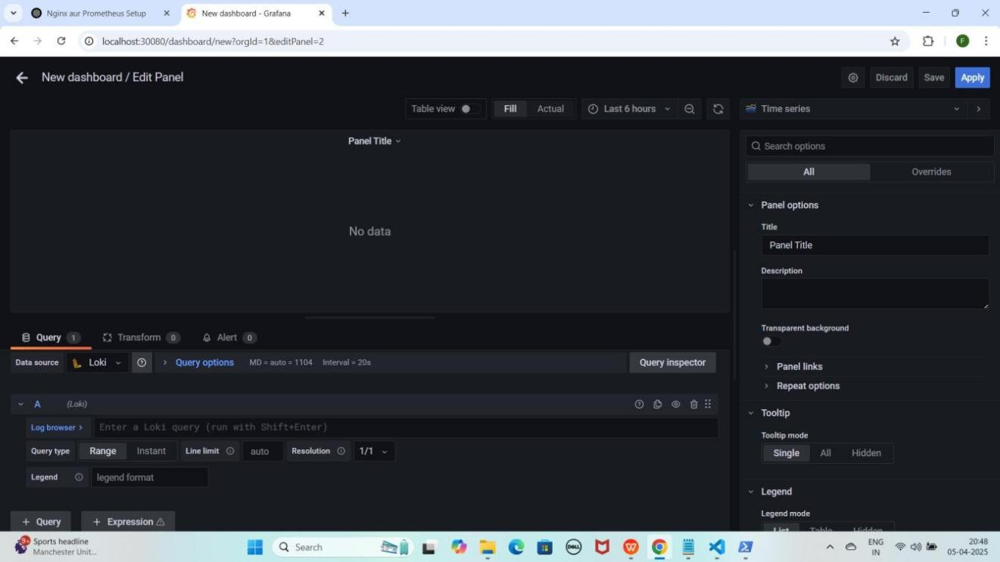 Nginx aur Prometheus Setup
New dashboard - Grafana
localhost:30080/dashboard/new?orgId=1&editPanel=2
F
New dashboard / Edit Panel
Discard
Save
Apply
Table view
Fill
Actual
Last 6 hours
Time series
Panel Title
No data
Search options
All
Overrides
Panel options
Title
Panel Title
Description
Transparent background
Panel links
Repeat options
Tooltip
Tooltip mode
Single
All
Hidden
Legend
Legend mode
List
Table
Hidden
Query 1
Transform 0
Alert 0
Data source
Loki
Query options
MD = auto = 1104
Interval = 20s
Query inspector
A
(Loki)
Log browser >
Enter a Loki query (run with Shift+Enter)
Query type
Range
Instant
Line limit
auto
Resolution
1/1
Legend
legend format
+ Query
+ Expression
9+
Sports headline
Manchester Unit...
Search
DELL
ENG
IN
20:48
05-04-2025